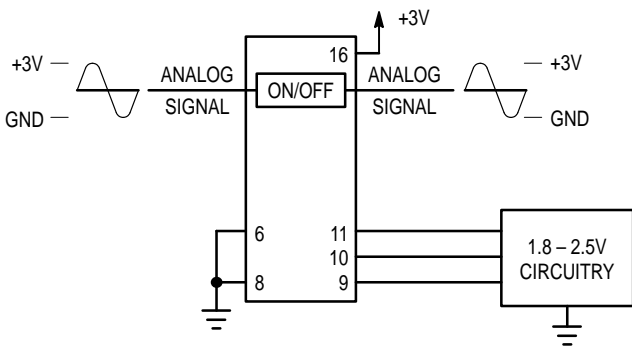 +3V
16
+3V
ANALOG
SIGNAL
ON/OFF
ANALOG
SIGNAL
+3V
GND
GND
6
11
10
8
9
1.8 – 2.5V
CIRCUITRY